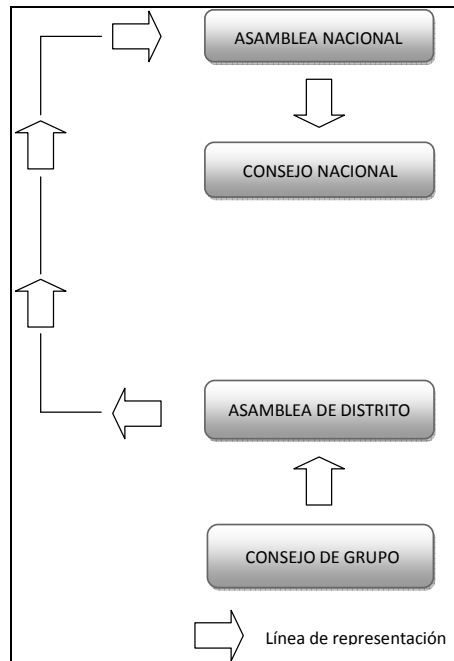 ASAMBLEA NACIONAL
CONSEJO NACIONAL
ASAMBLEA DE DISTRITO
CONSEJO DE GRUPO
Línea de representación